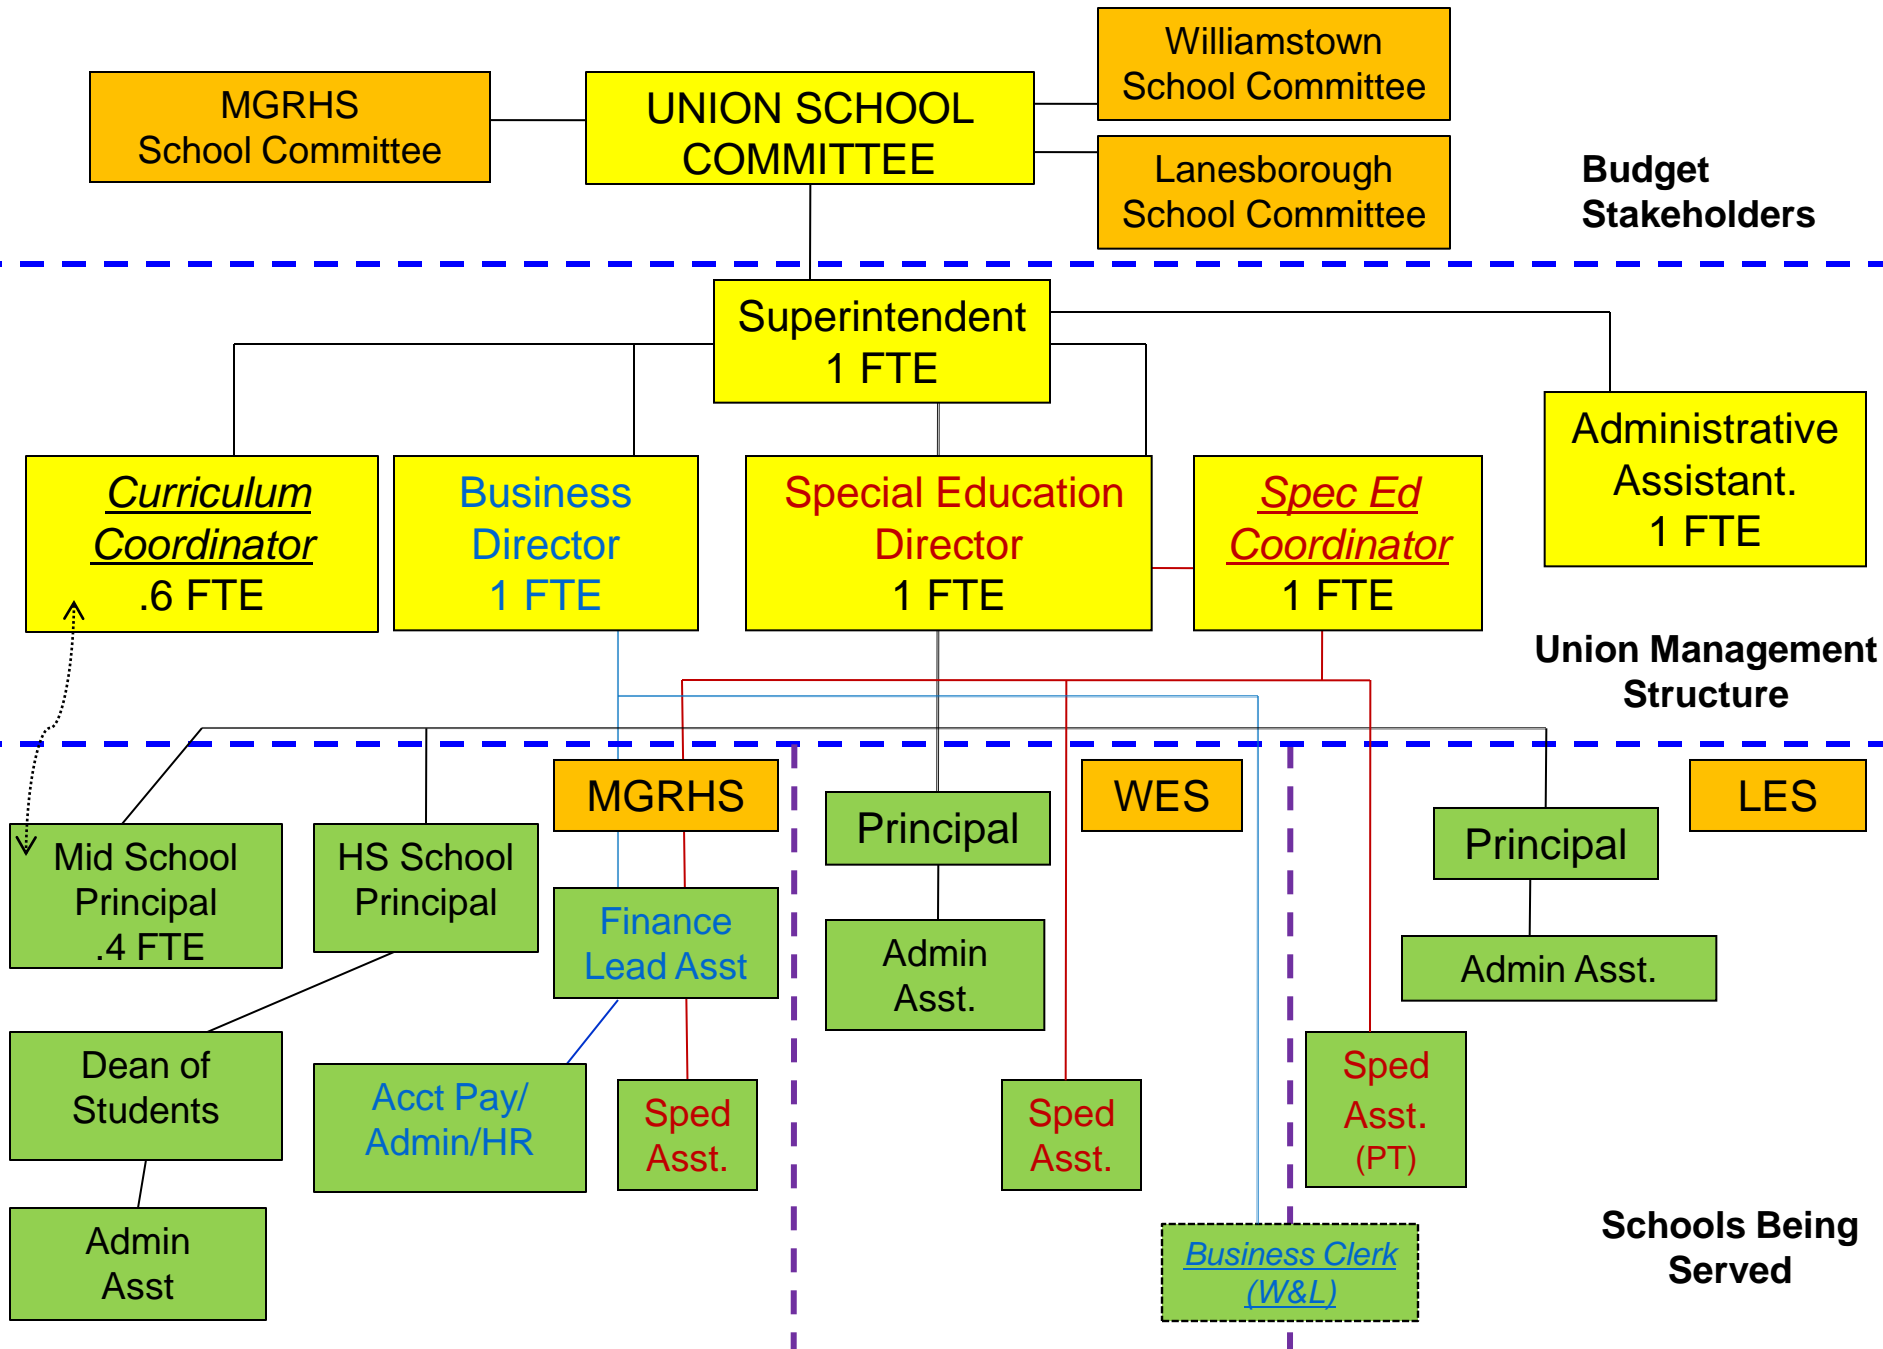 MGRHS
School Committee
UNION SCHOOL
COMMITTEE
Williamstown
School Committee
Lanesborough
School Committee
Budget
Stakeholders
Superintendent
1 FTE
Curriculum
Coordinator
.6 FTE
Business
Director
1 FTE
Special Education
Director
1 FTE
Spec Ed
Coordinator
1 FTE
Administrative
Assistant.
1 FTE
Union Management
Structure
MGRHS
WES
LES
Mid School
Principal
.4 FTE
HS School
Principal
Finance
Lead Asst
Principal
Admin
Asst.
Principal
Admin Asst.
Dean of
Students
Acct Pay/
Admin/HR
Sped
Asst.
Sped
Asst.
Sped
Asst.
(PT)
Admin
Asst
Business Clerk
(W&L)
Schools Being
Served